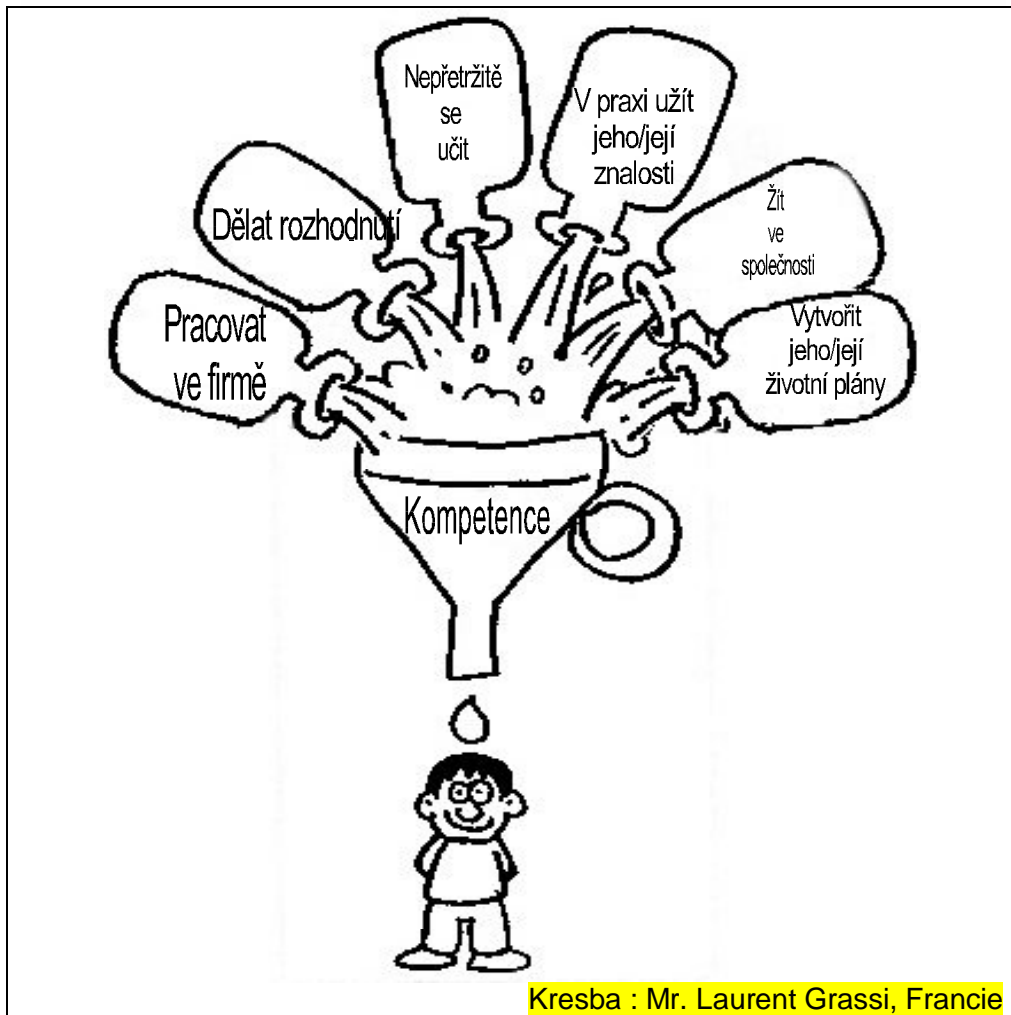 Nepřetržitě
se
učit
V praxi užít
jeho/její
znalosti
Dělat rozhodnutí
Žít
ve
společnosti
Pracovat
ve firmě
Vytvořit
jeho/její
životní plány
Kompetence
Kresba : Mr. Laurent Grassi, Francie